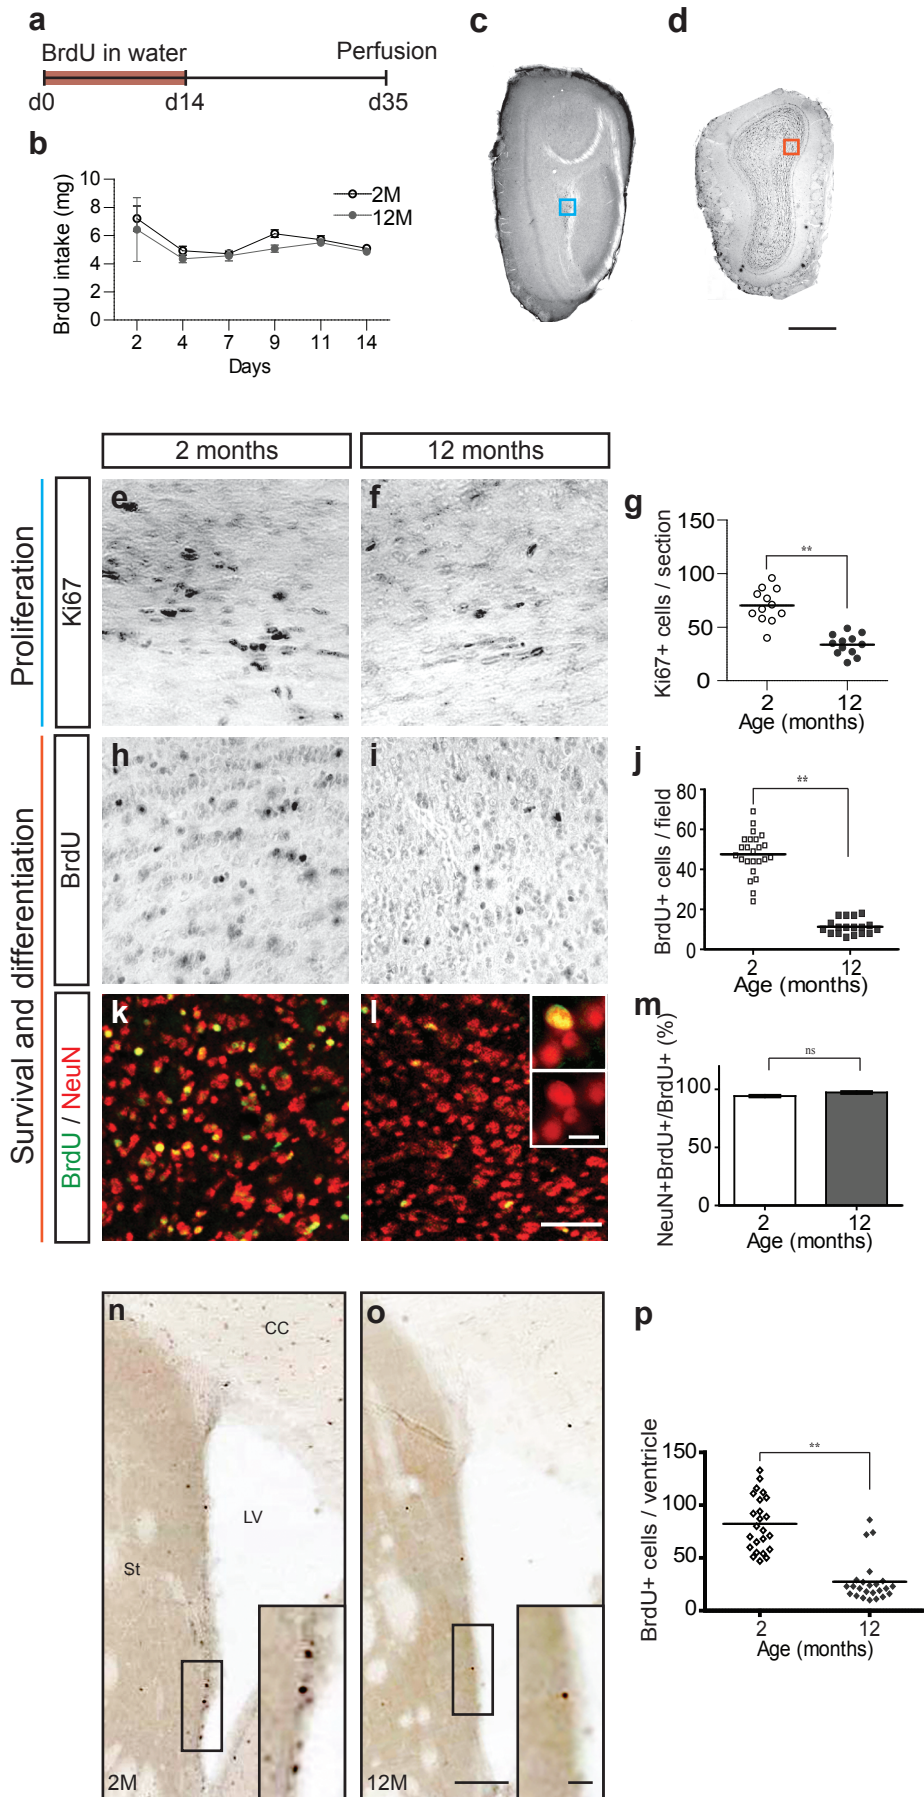 a
BrdU in water
Perfusion
d0
d14
d35
b
BrdU intake (mg)
10
8
6
4
2
0
2M
12M
2
4
7
9
11
14
Days
c
d
2 months
12 months
Proliferation
Ki67
e
f
g
Ki67+ cells / section
150
100
50
0
**
2
12
Age (months)
Survival and differentiation
BrdU
h
i
j
BrdU+ cells / field
80
60
40
20
0
**
2
12
Age (months)
BrdU / NeuN
k
l
m
NeuN+BrdU+/BrdU+ (%)
100
50
0
ns
2
12
Age (months)
n
CC
LV
St
2M
o
12M
p
BrdU+ cells / ventricle
150
100
50
0
**
2
12
Age (months)